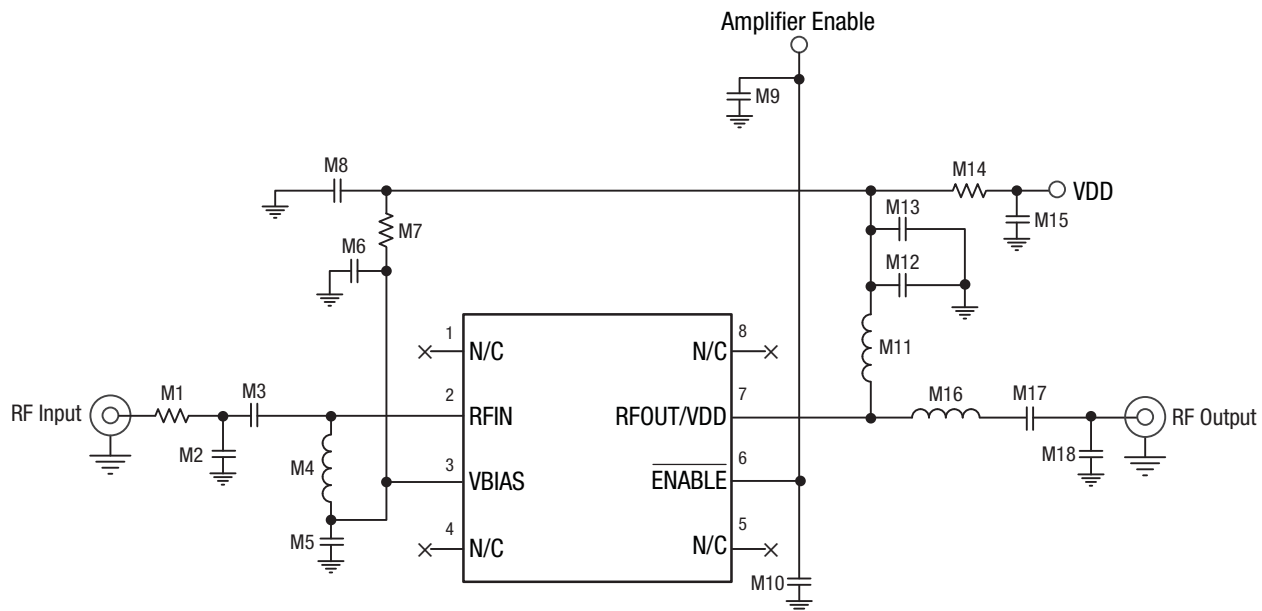 Amplifier Enable
M9
M8
M14
VDD
M13
M15
M7
M6
M12
M11
1
N/C
8
N/C
RF Input
M1
M3
2
RFIN
7
RFOUT/VDD
M16
M17
RF Output
M2
M4
3
VBIAS
6
ENABLE
M18
M5
4
N/C
5
N/C
M10